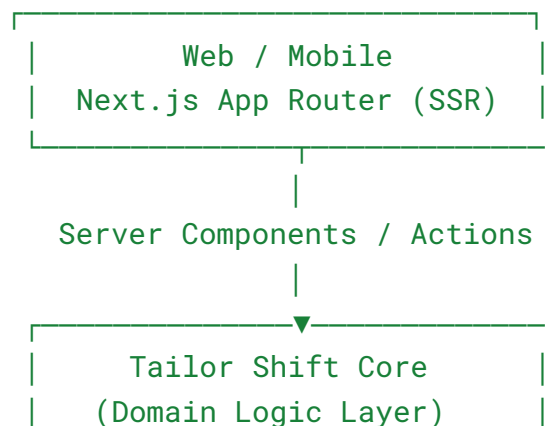 Web / Mobile
Next.js App Router (SSR)
Server Components / Actions
Tailor Shift Core
(Domain Logic Layer)